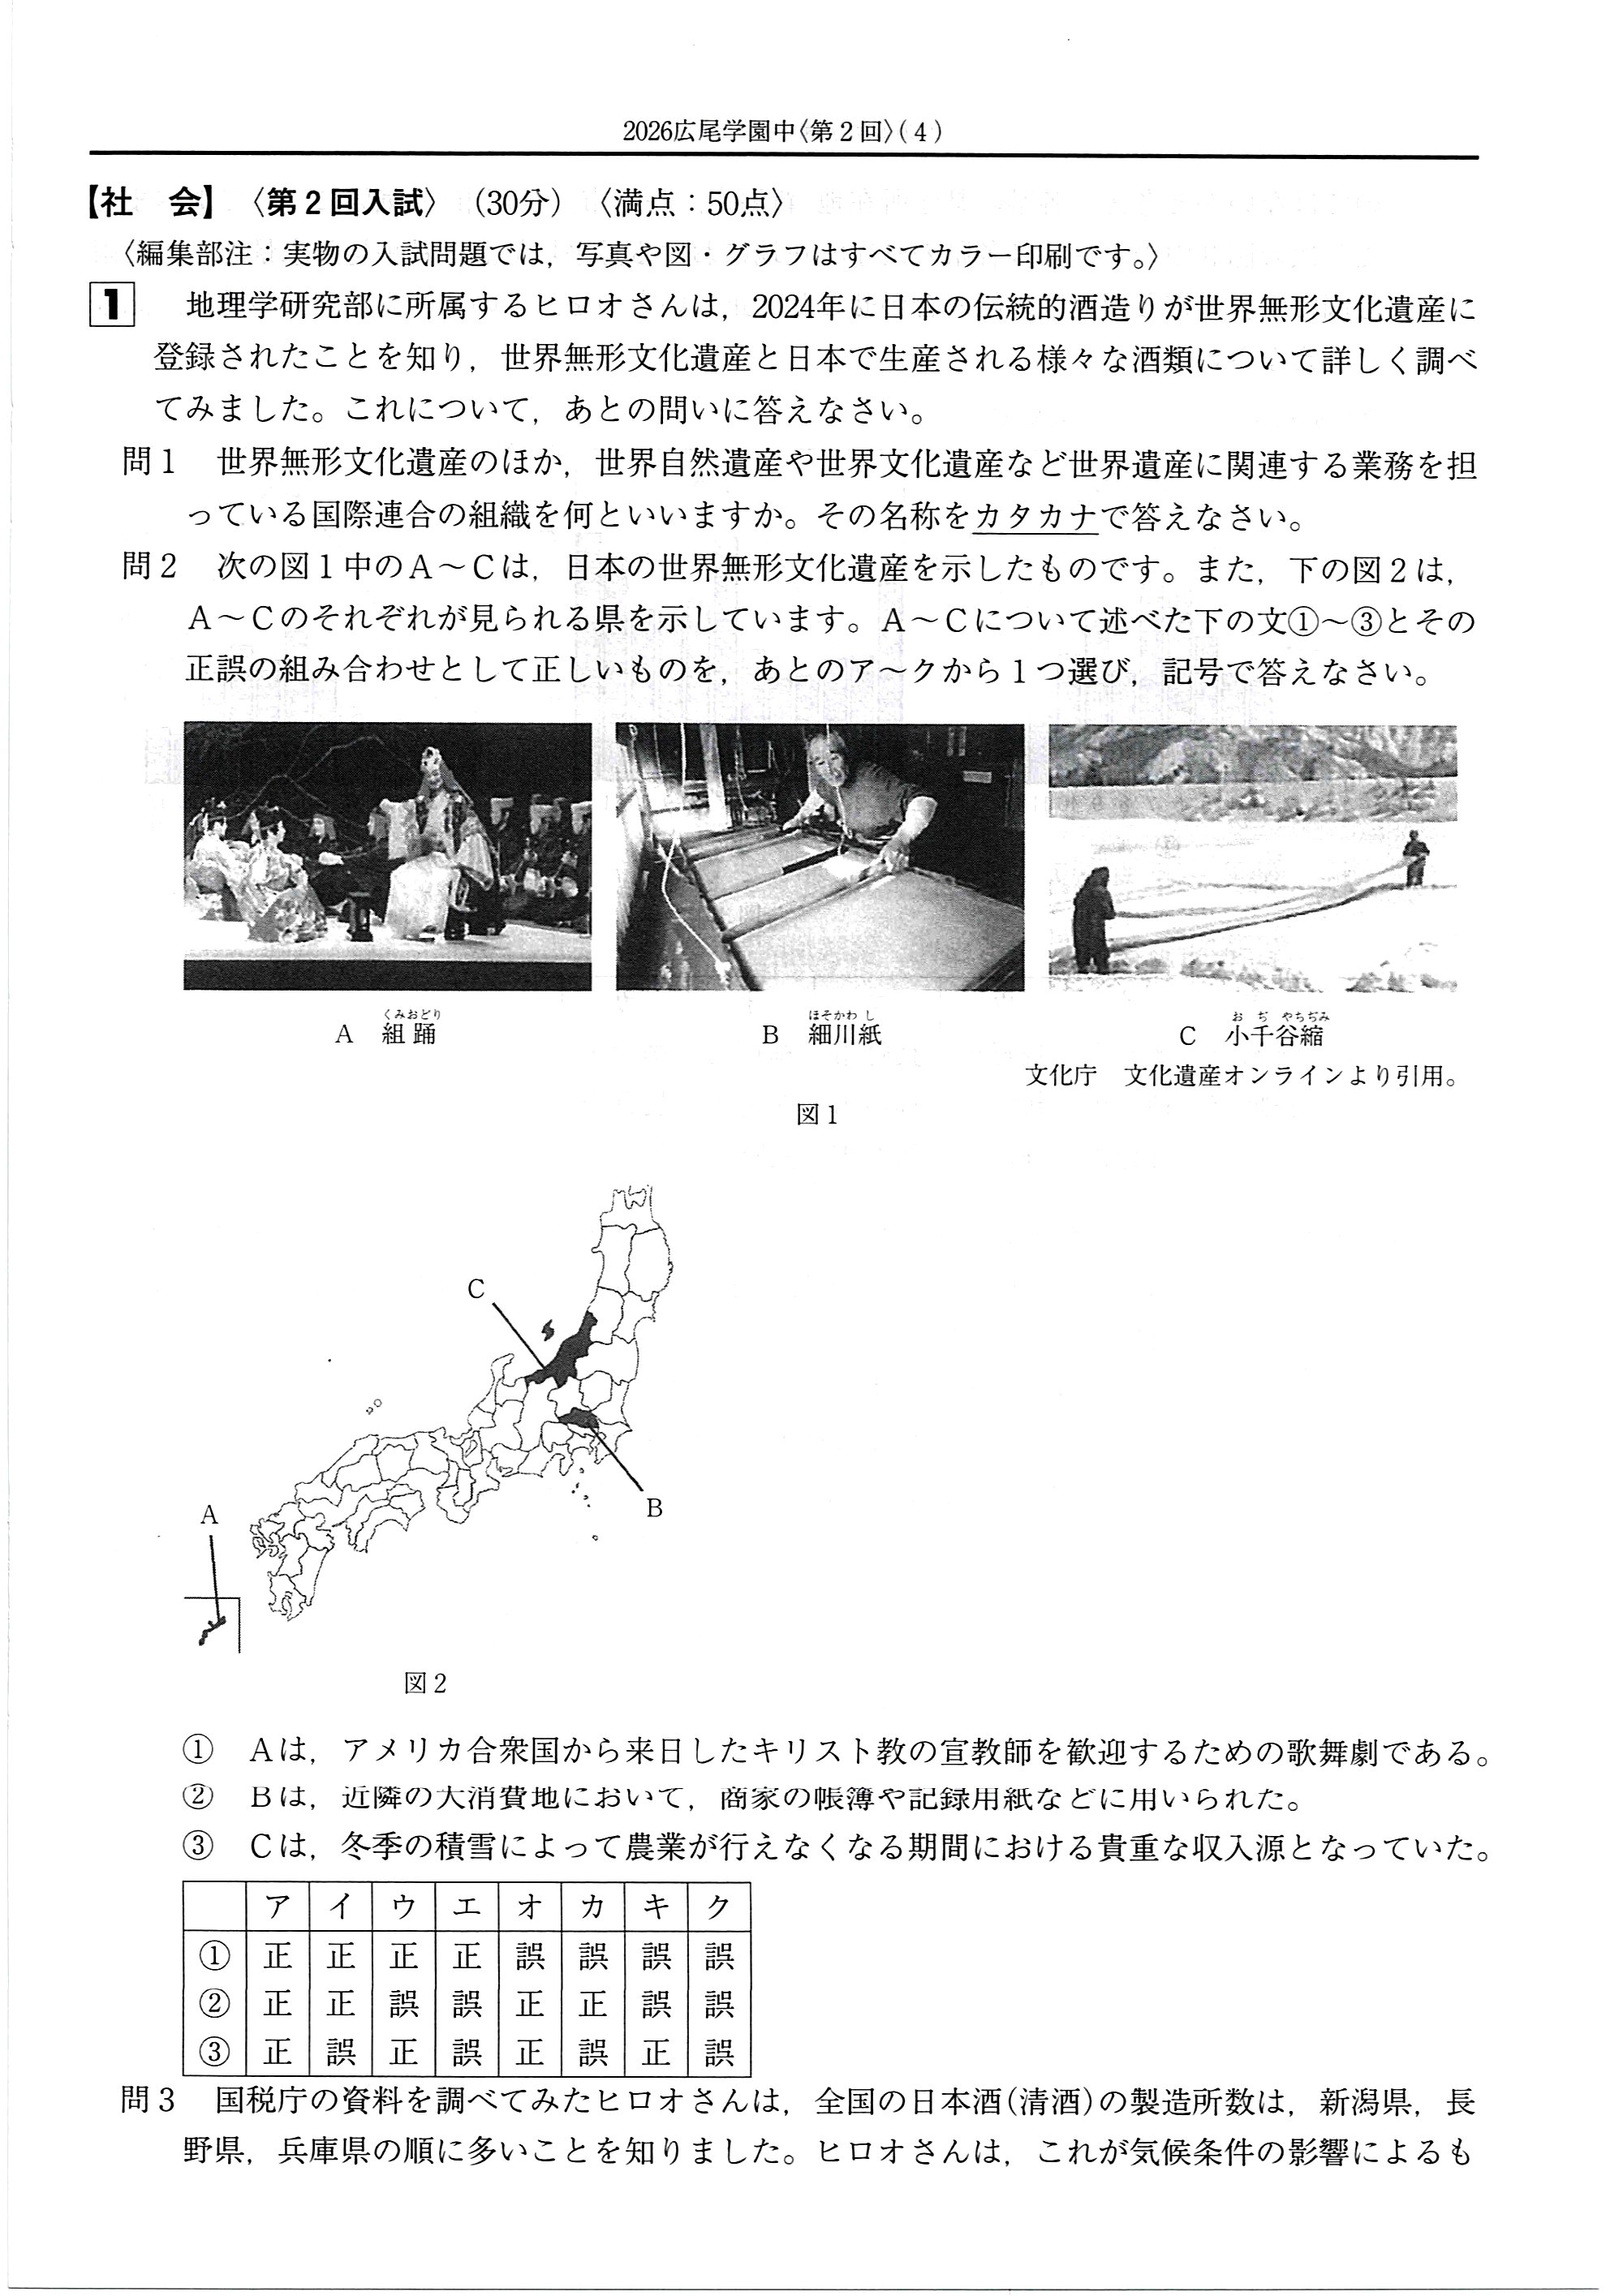 2026広尾学園中〈第2回〉(4)
【社　会】〈第2回入試〉（30分）〈満点：50点〉
〈編集部注：実物の入試問題では，写真や図・グラフはすべてカラー印刷です。〉
1　地理学研究部に所属するヒロオさんは，2024年に日本の伝統的酒造りが世界無形文化遺産に
登録されたことを知り，世界無形文化遺産と日本で生産される様々な酒類について詳しく調べ
てみました。これについて，あとの問いに答えなさい。
問1　世界無形文化遺産のほか，世界自然遺産や世界文化遺産など世界遺産に関連する業務を担
っている国際連合の組織を何といいますか。その名称をカタカナで答えなさい。
問2　次の図1中のA～Cは，日本の世界無形文化遺産を示したものです。また，下の図2は，
A～Cのそれぞれが見られる県を示しています。A～Cについて述べた下の文①～③とその
正誤の組み合わせとして正しいものを，あとのア～クから1つ選び，記号で答えなさい。
くみおどり
A　組踊
ほそかわし
B　細川紙
おぢやちぢみ
C　小千谷縮
文化庁　文化遺産オンラインより引用。
図1
C
B
A
図2
①　Aは，アメリカ合衆国から来日したキリスト教の宣教師を歓迎するための歌舞劇である。
②　Bは，近隣の大消費地において，商家の帳簿や記録用紙などに用いられた。
③　Cは，冬季の積雪によって農業が行えなくなる期間における貴重な収入源となっていた。
ア イ ウ エ オ カ キ ク
① 正 正 正 正 誤 誤 誤 誤
② 正 正 誤 誤 正 正 誤 誤
③ 正 誤 正 誤 正 誤 正 誤
問3　国税庁の資料を調べてみたヒロオさんは，全国の日本酒(清酒)の製造所数は，新潟県，長
野県，兵庫県の順に多いことを知りました。ヒロオさんは，これが気候条件の影響によるも